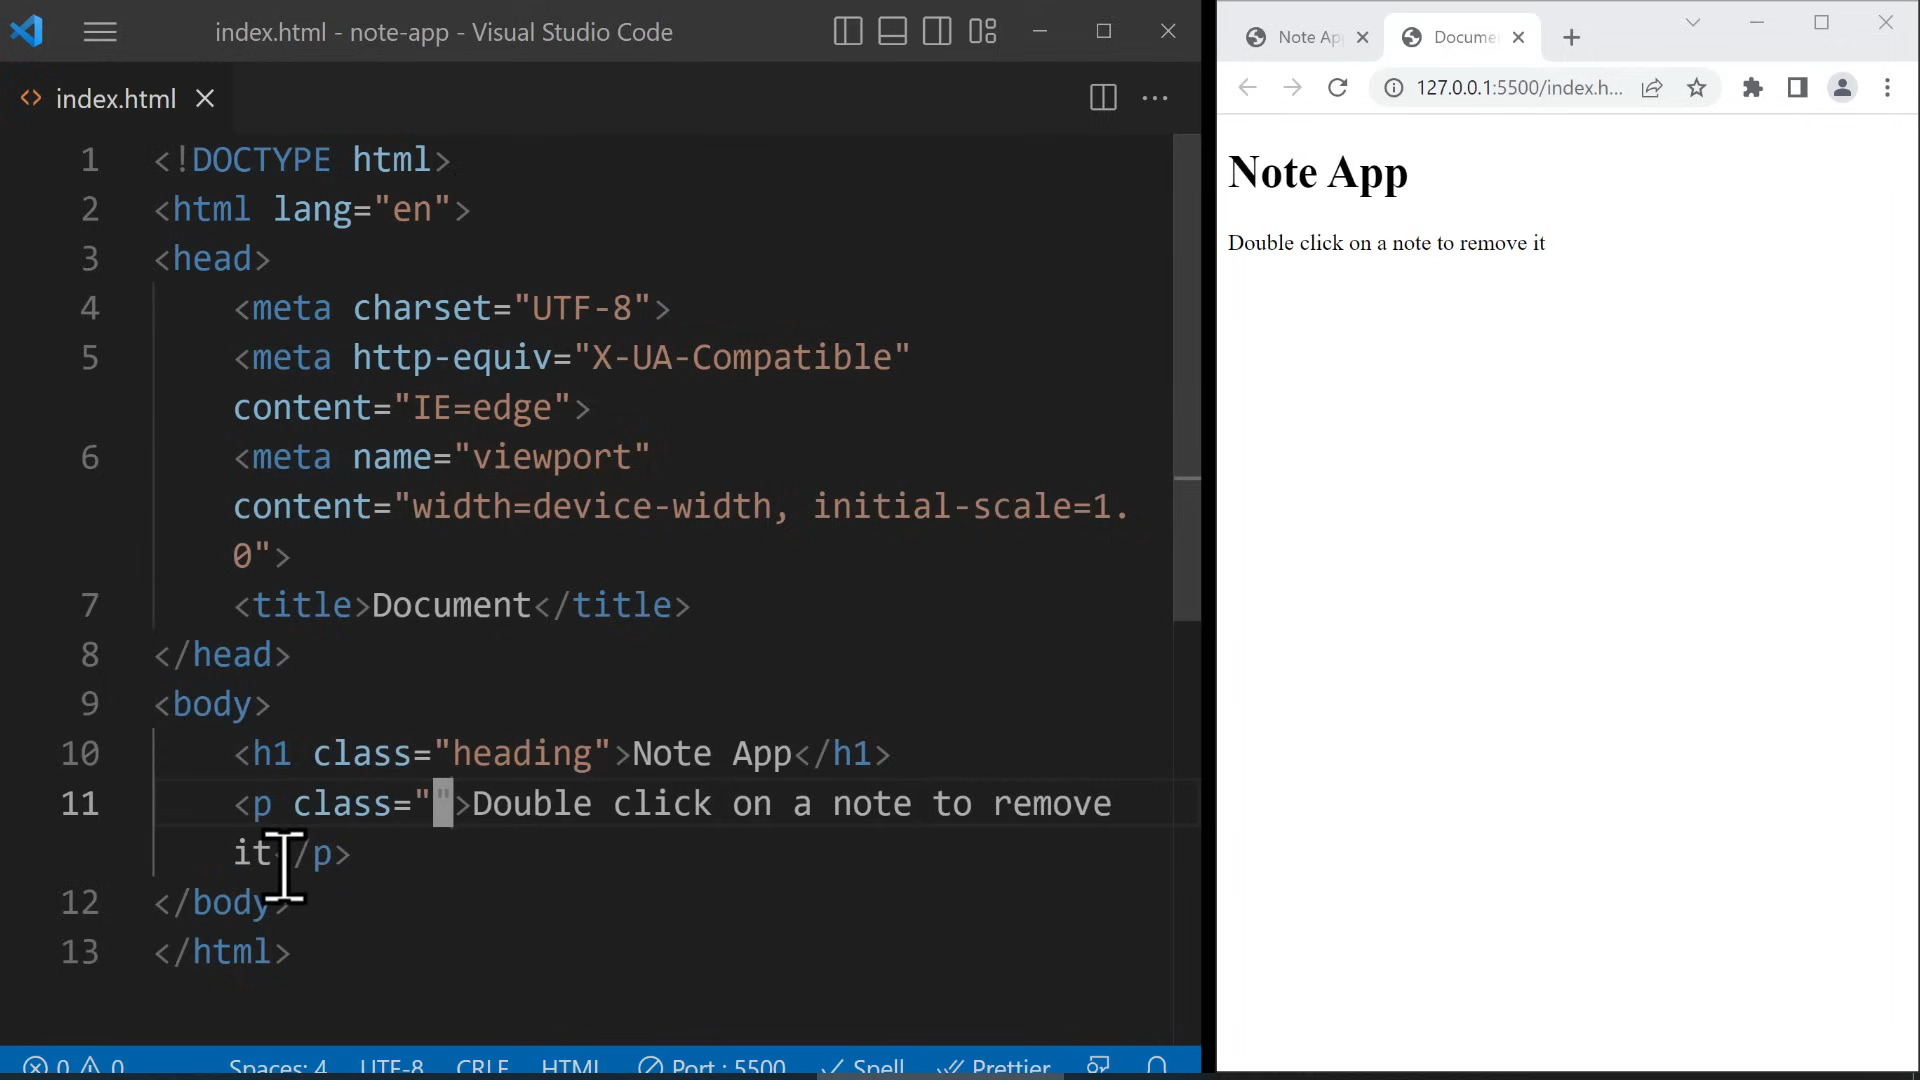 index.html - note-app - Visual Studio Code
index.html
1 <!DOCTYPE html>
2 <html lang="en">
3 <head>
4 <meta charset="UTF-8">
5 <meta http-equiv="X-UA-Compatible"
content="IE=edge">
6 <meta name="viewport"
content="width=device-width, initial-scale=1.
0">
7 <title>Document</title>
8 </head>
9 <body>
10 <h1 class="heading">Note App</h1>
11 <p class="">Double click on a note to remove
it</p>
12 </body>
13 </html>
0 0 Spaces: 4 UTF-8 CRLF HTML Port : 5500 Spell Prettier
Note Ap Docume
127.0.0.1:5500/index.h...
Note App
Double click on a note to remove it